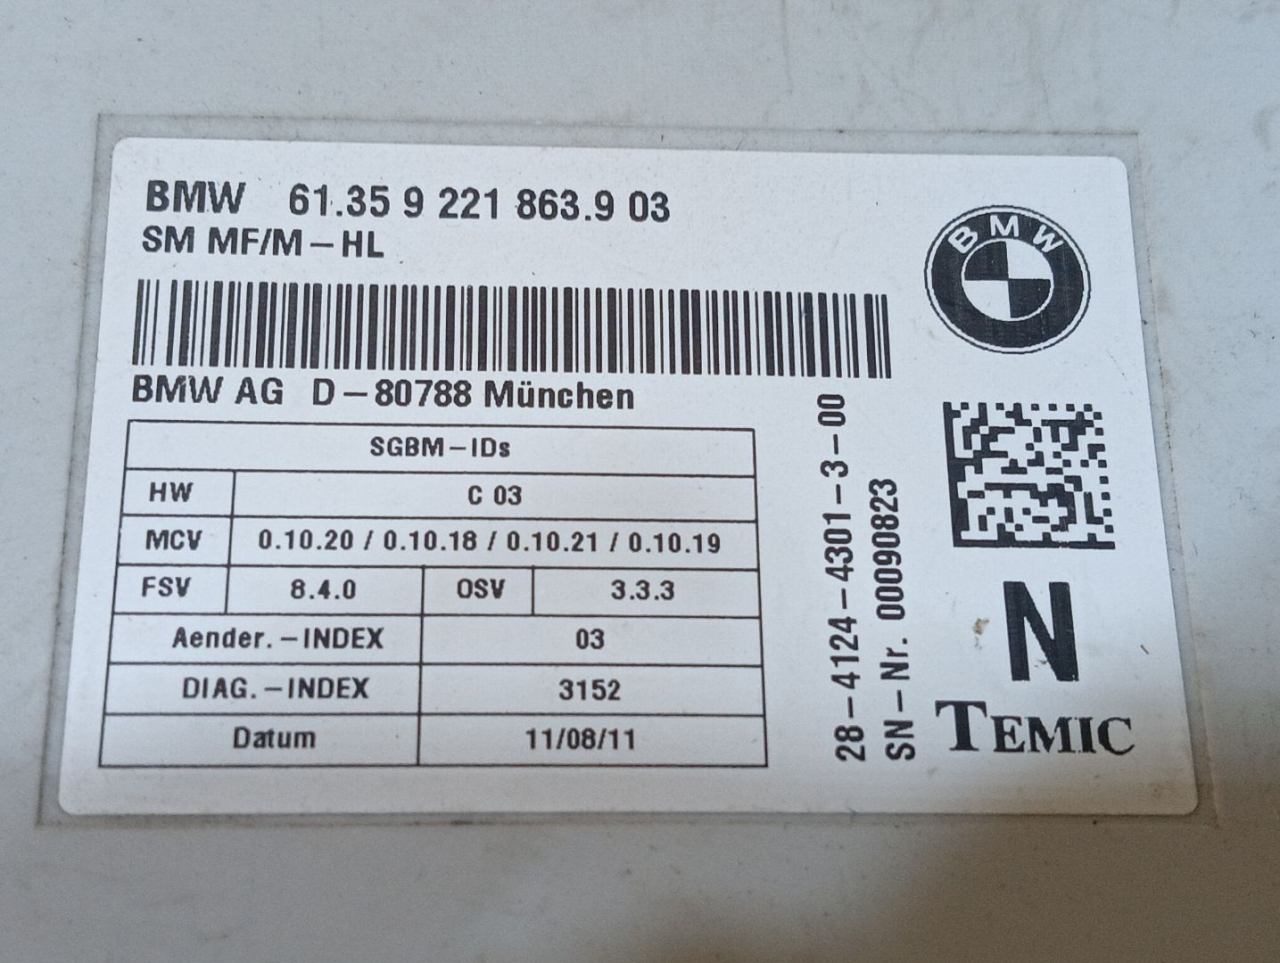 BMW 61.35 9 221 863.9 03
SM MF/M-HL
BMW
BMW AG D-80788 München
SGBM-IDs
HW C 03
MCV 0.10.20 / 0.10.18 / 0.10.21 / 0.10.19
FSV 8.4.0 OSV 3.3.3
Aender.-INDEX 03
DIAG.-INDEX 3152
Datum 11/08/11
28-4124-4301-3-00
SN-Nr. 00090823
N
TEMIC